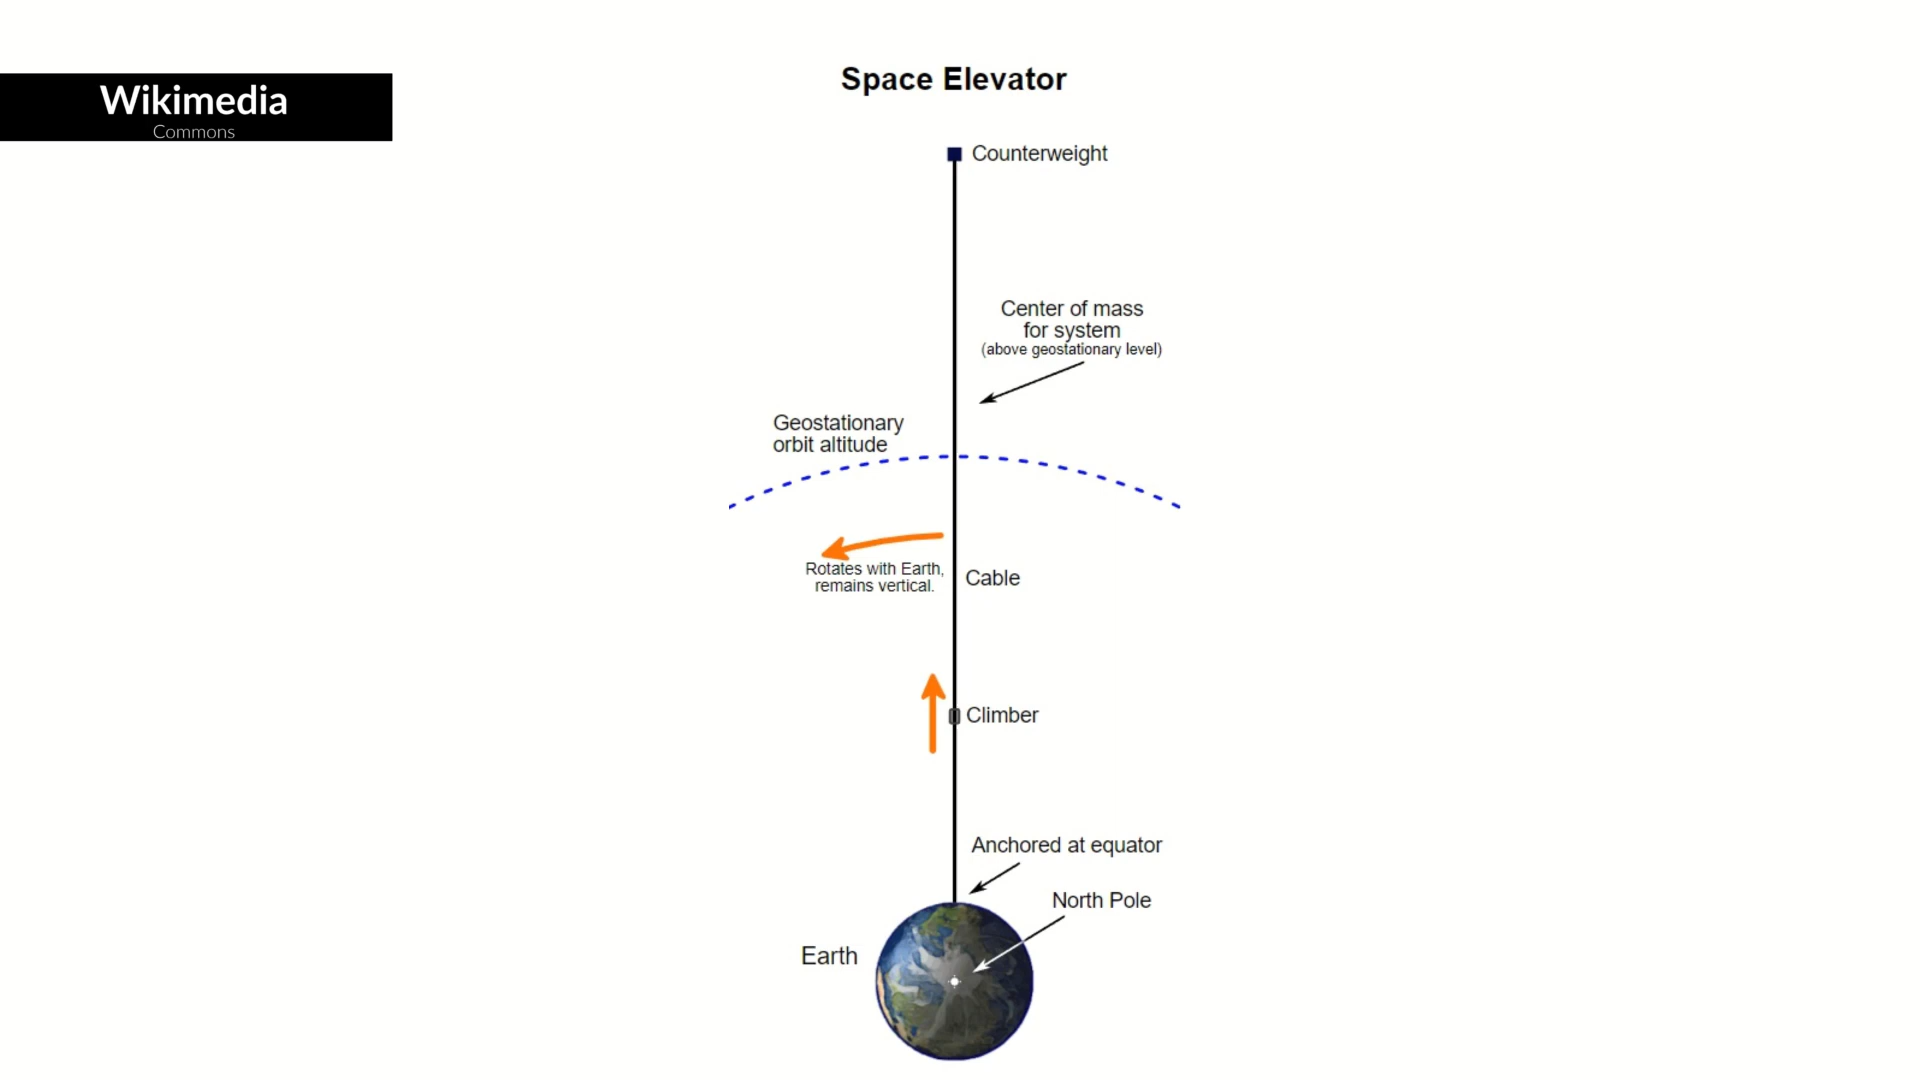 Wikimedia
Commons
Space Elevator
Counterweight
Center of mass
for system
(above geostationary level)
Geostationary
orbit altitude
Rotates with Earth,
remains vertical.
Cable
Climber
Anchored at equator
North Pole
Earth